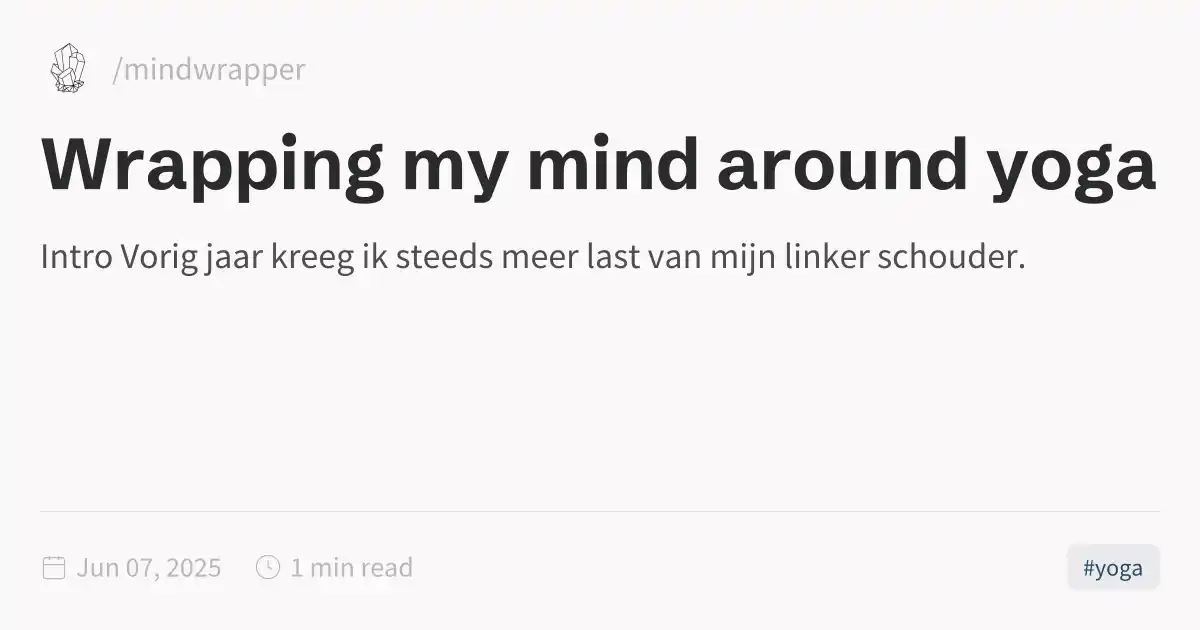 /mindwrapper
Wrapping my mind around yoga
Intro Vorig jaar kreeg ik steeds meer last van mijn linker schouder.
Jun 07, 2025
1 min read
#yoga